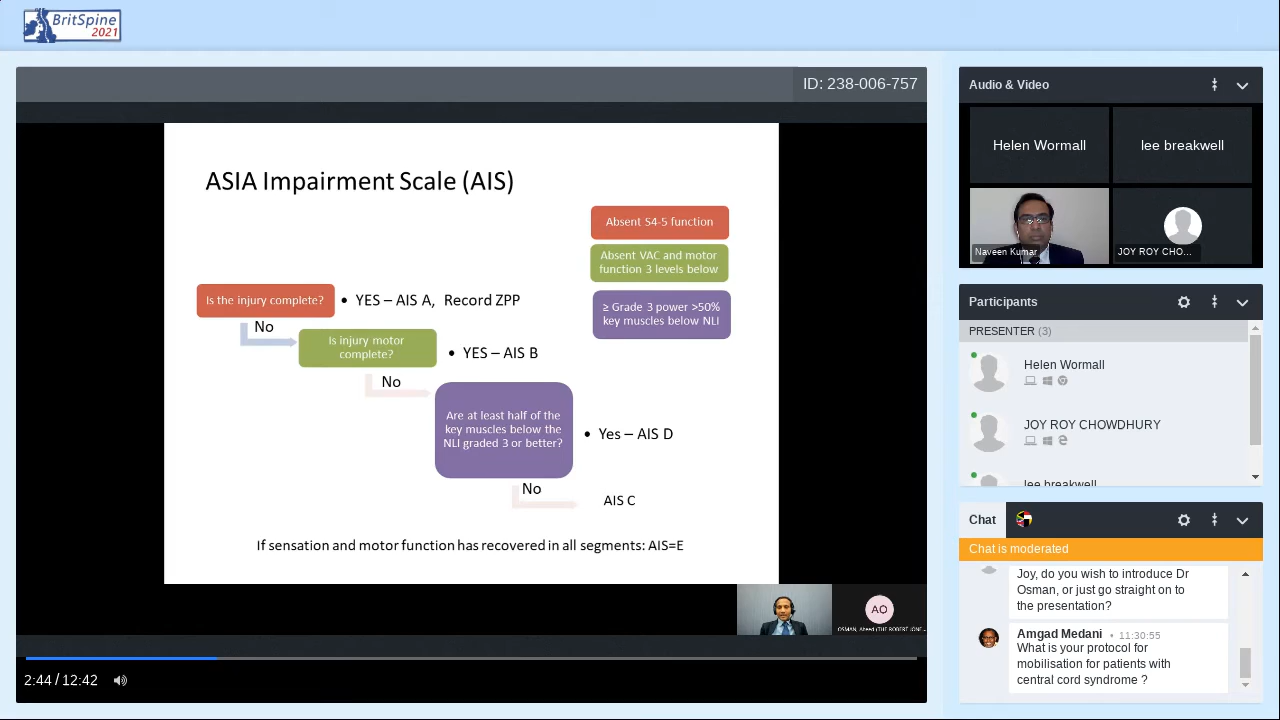 BritSpine
2021
ID: 238-006-757
ASIA Impairment Scale (AIS)
Absent S4-5 function
Absent VAC and motor
function 3 levels below
≥ Grade 3 power >50%
key muscles below NLI
Is the injury complete?
• YES – AIS A, Record ZPP
No
Is injury motor
complete?
• YES – AIS B
No
Are at least half of the
key muscles below the
NLI graded 3 or better?
• Yes – AIS D
No
AIS C
If sensation and motor function has recovered in all segments: AIS=E
AO
OSMAN, Aheed (THE ROBERT JONE...
2:44 / 12:42
Audio & Video
Helen Wormall
lee breakwell
Naveen Kumar
JOY ROY CHO...
Participants
PRESENTER (3)
Helen Wormall
JOY ROY CHOWDHURY
lee breakwell
Chat
Chat is moderated
Joy, do you wish to introduce Dr
Osman, or just go straight on to
the presentation?
Amgad Medani • 11:30:55
What is your protocol for
mobilisation for patients with
central cord syndrome ?